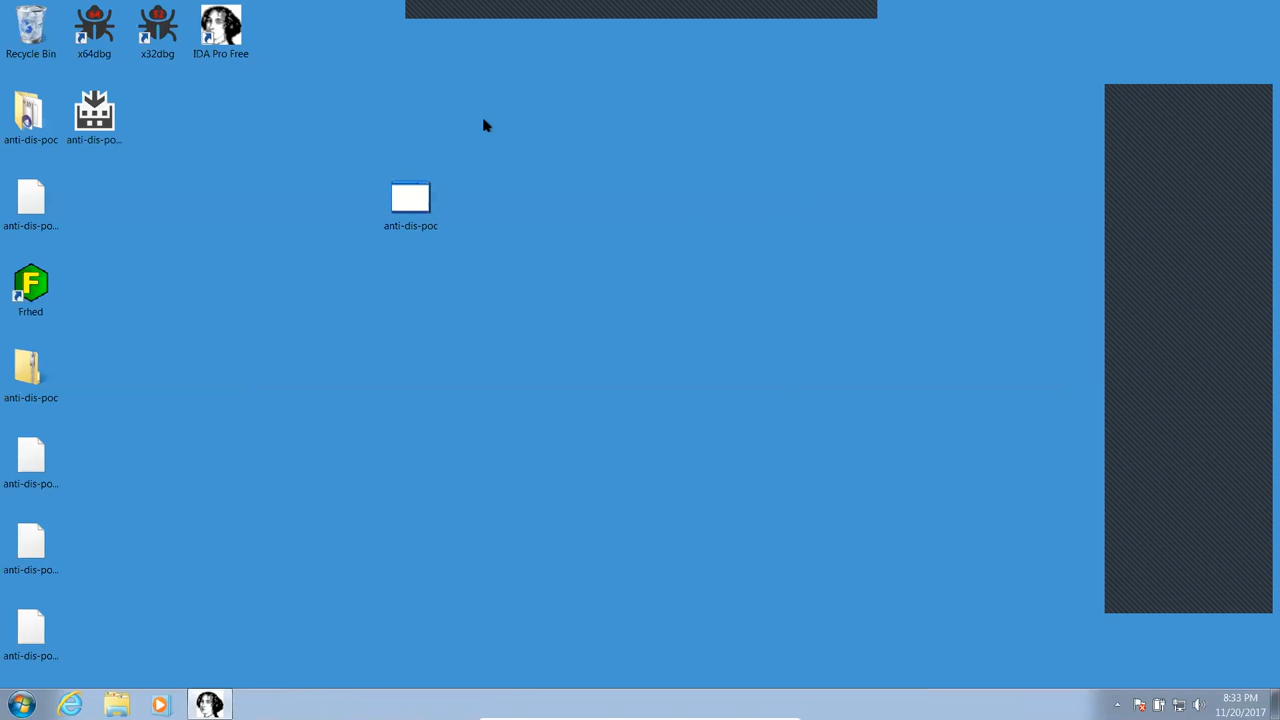 Recycle Bin
x64dbg
x32dbg
IDA Pro Free
anti-dis-poc
anti-dis-po...
anti-dis-po...
anti-dis-poc
Frhed
anti-dis-poc
anti-dis-po...
anti-dis-po...
anti-dis-po...
8:33 PM
11/20/2017